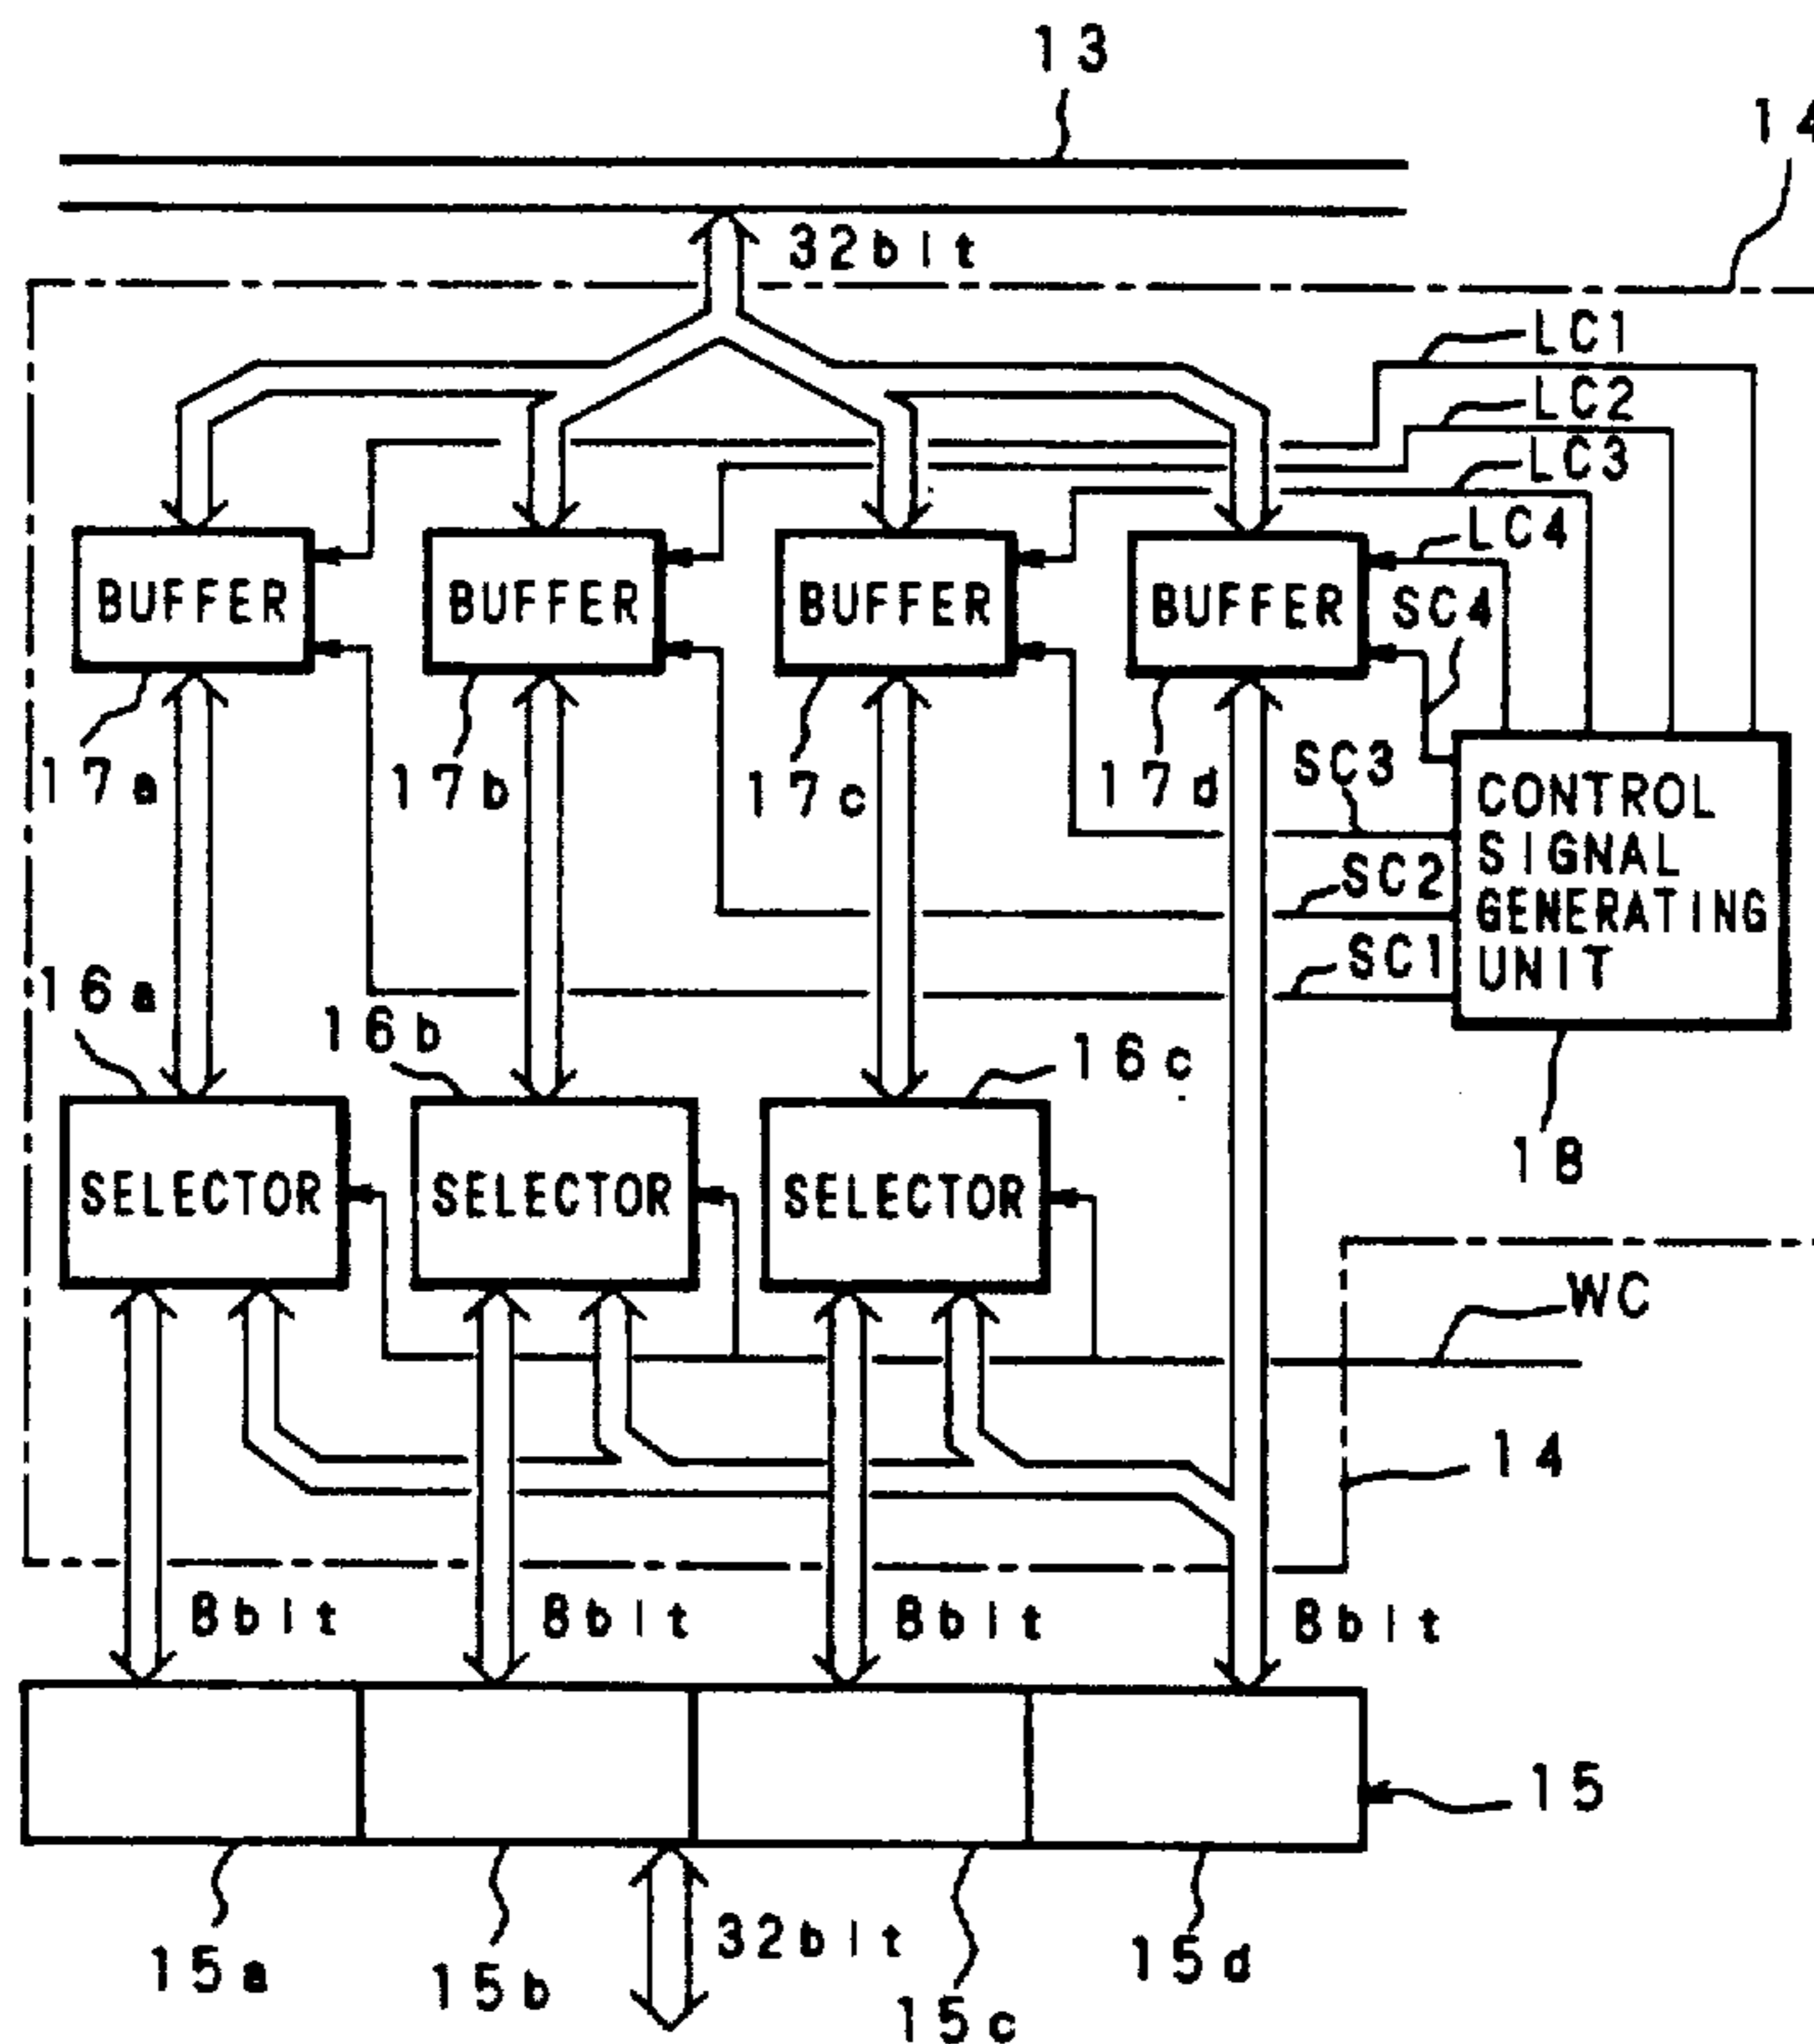 13
14
32bit
LC1
LC2
LC3
LC4
BUFFER
BUFFER
BUFFER
BUFFER
SC4
17a
17b
17c
17d
SC3
CONTROL
SIGNAL
GENERATING
UNIT
SC2
SC1
16a
16b
16c
18
SELECTOR
SELECTOR
SELECTOR
WC
14
8bit
8bit
8bit
8bit
15
32bit
15a
15b
15c
15d